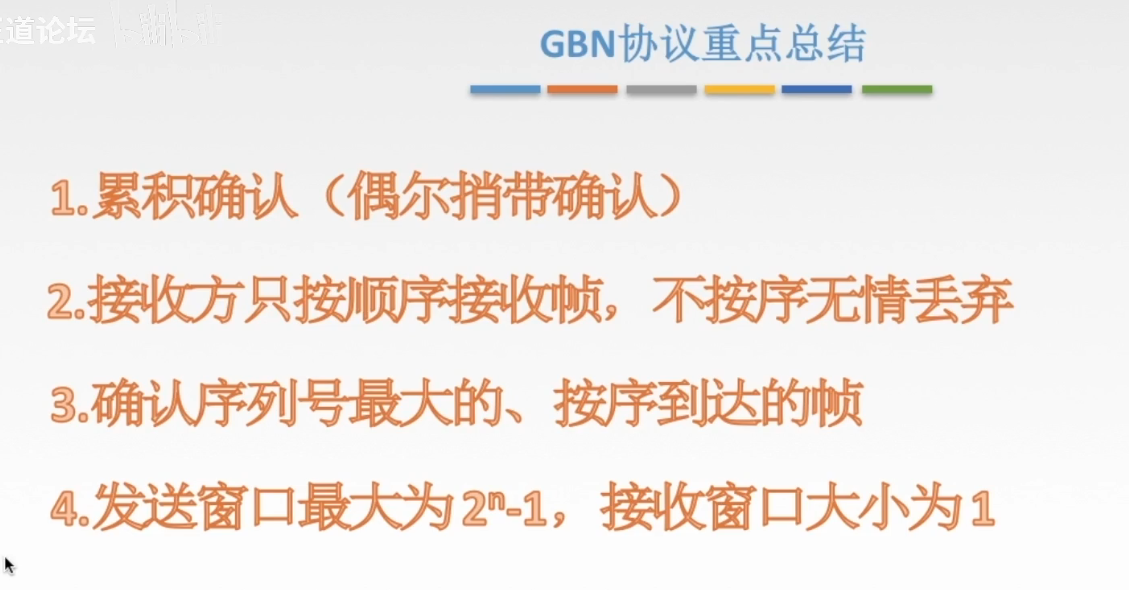 道论坛
GBN协议重点总结
1.累积确认（偶尔捎带确认）
2.接收方只按顺序接收帧，不按序无情丢弃
3.确认序列号最大的、按序到达的帧
4.发送窗口最大为2ⁿ-1，接收窗口大小为1